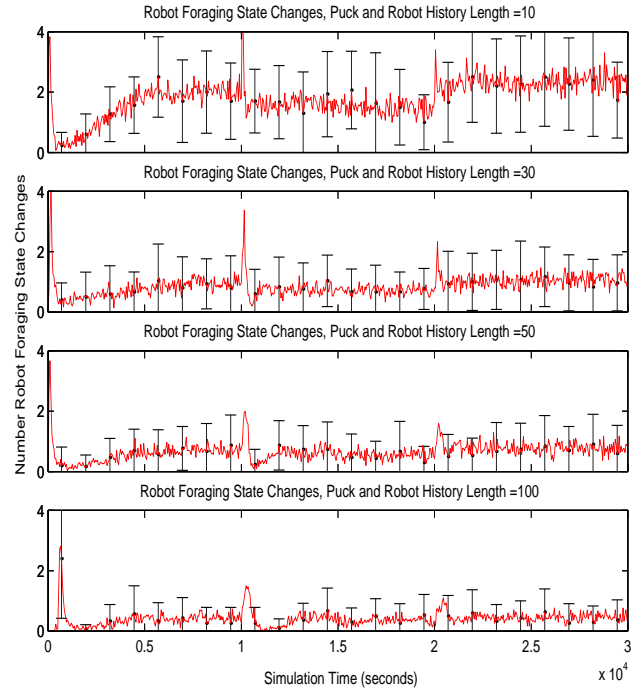 Robot Foraging State Changes, Puck and Robot History Length =10
4
2
0
Robot Foraging State Changes, Puck and Robot History Length =30
4
2
0
Robot Foraging State Changes, Puck and Robot History Length =50
4
2
0
Robot Foraging State Changes, Puck and Robot History Length =100
4
2
0
Number Robot Foraging State Changes
0 0.5 1 1.5 2 2.5 3
Simulation Time (seconds)
x 10^4